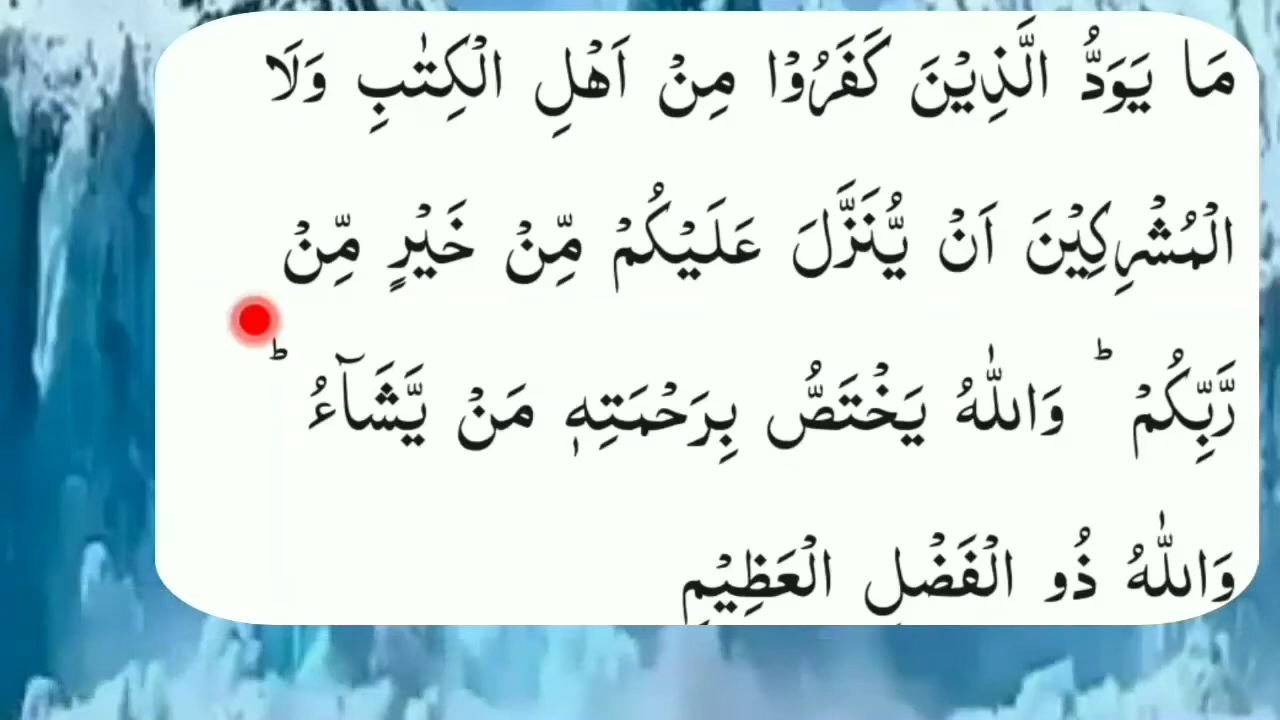 مَا يَوَدُّ الَّذِيْنَ كَفَرُوْا مِنْ اَهْلِ الْكِتٰبِ وَلَا
الْمُشْرِكِيْنَ اَنْ يُّنَزَّلَ عَلَيْكُمْ مِّنْ خَيْرٍ مِّنْ
رَّبِّكُمْ ؕ وَاللّٰهُ يَخْتَصُّ بِرَحْمَتِهٖ مَنْ يَّشَآءُ ؕ
وَاللّٰهُ ذُو الْفَضْلِ الْعَظِيْمِ